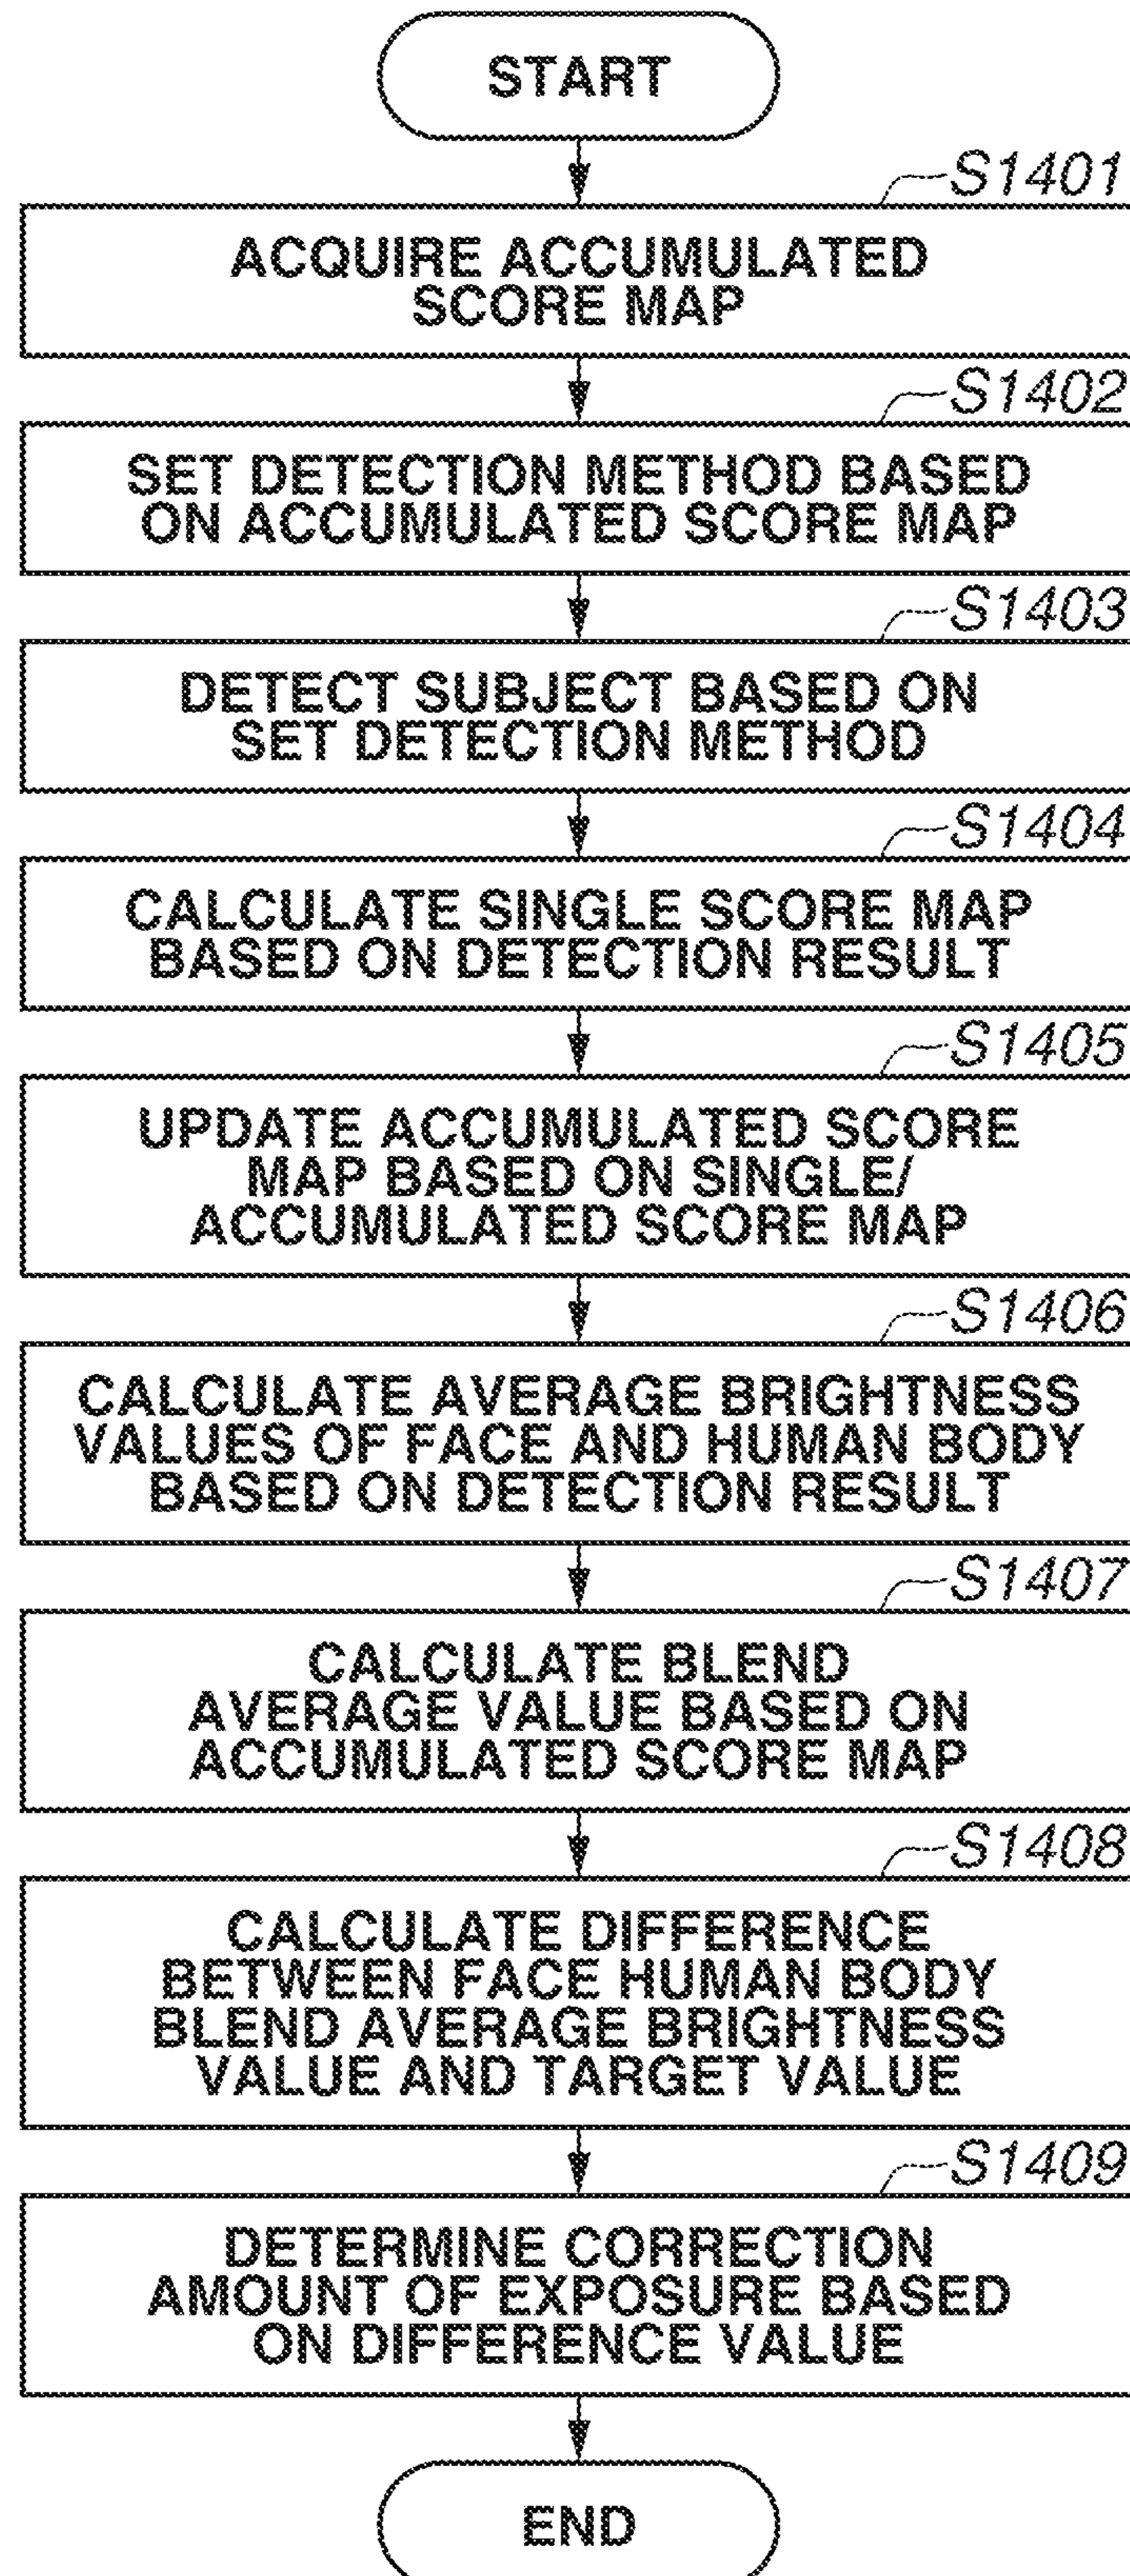 START
S1401
ACQUIRE ACCUMULATED
SCORE MAP
S1402
SET DETECTION METHOD BASED
ON ACCUMULATED SCORE MAP
S1403
DETECT SUBJECT BASED ON
SET DETECTION METHOD
S1404
CALCULATE SINGLE SCORE MAP
BASED ON DETECTION RESULT
S1405
UPDATE ACCUMULATED SCORE
MAP BASED ON SINGLE/
ACCUMULATED SCORE MAP
S1406
CALCULATE AVERAGE BRIGHTNESS
VALUES OF FACE AND HUMAN BODY
BASED ON DETECTION RESULT
S1407
CALCULATE BLEND
AVERAGE VALUE BASED ON
ACCUMULATED SCORE MAP
S1408
CALCULATE DIFFERENCE
BETWEEN FACE HUMAN BODY
BLEND AVERAGE BRIGHTNESS
VALUE AND TARGET VALUE
S1409
DETERMINE CORRECTION
AMOUNT OF EXPOSURE BASED
ON DIFFERENCE VALUE
END